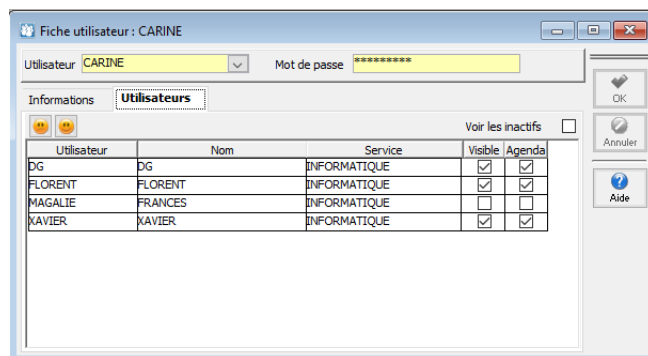 Fiche utilisateur : CARINE
Utilisateur CARINE Mot de passe *********
Informations Utilisateurs
OK
Voir les inactifs
Annuler
Utilisateur Nom Service Visible Agenda
DG DG INFORMATIQUE
FLORENT FLORENT INFORMATIQUE
MAGALIE FRANCES INFORMATIQUE
XAVIER XAVIER INFORMATIQUE
Aide